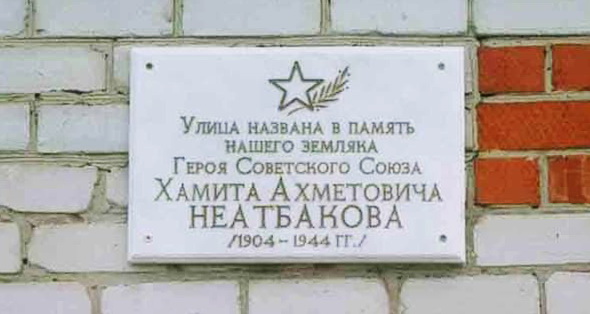 Улица названа в память
нашего земляка
Героя Советского Союза
Хамита Ахметовича
НЕАТБАКОВА
/1904 – 1944 гг./